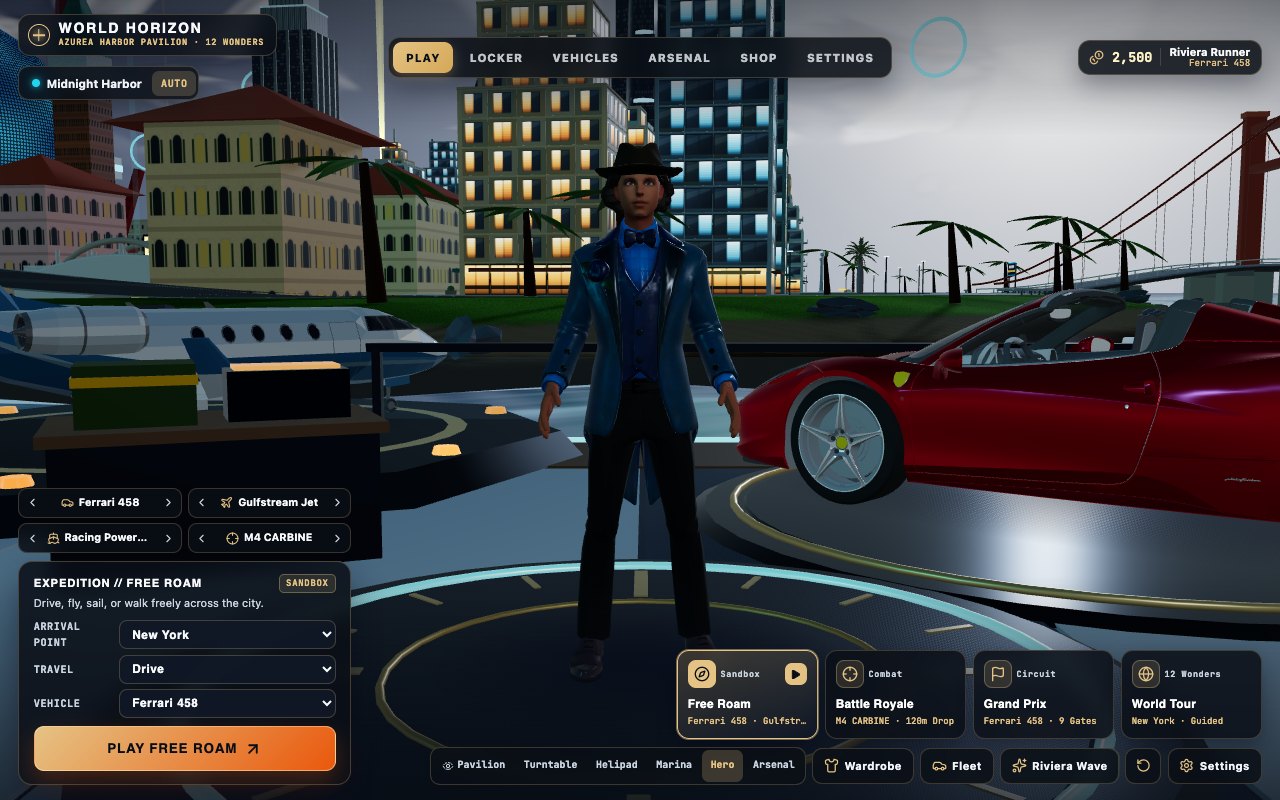 WORLD HORIZON
AZUREA HARBOR PAVILION · 12 WONDERS
Midnight Harbor AUTO
PLAY LOCKER VEHICLES ARSENAL SHOP SETTINGS
2,500 Riviera Runner
Ferrari 458
Ferrari 458
Gulfstream Jet
Racing Power...
M4 CARBINE
EXPEDITION // FREE ROAM SANDBOX
Drive, fly, sail, or walk freely across the city.
ARRIVAL
POINT
New York
TRAVEL Drive
VEHICLE Ferrari 458
PLAY FREE ROAM
Sandbox
Free Roam
Ferrari 458 · Gulfstr…
Combat
Battle Royale
M4 CARBINE · 120m Drop
Circuit
Grand Prix
Ferrari 458 · 9 Gates
12 Wonders
World Tour
New York · Guided
Pavilion Turntable Helipad Marina Hero Arsenal
Wardrobe
Fleet
Riviera Wave
Settings